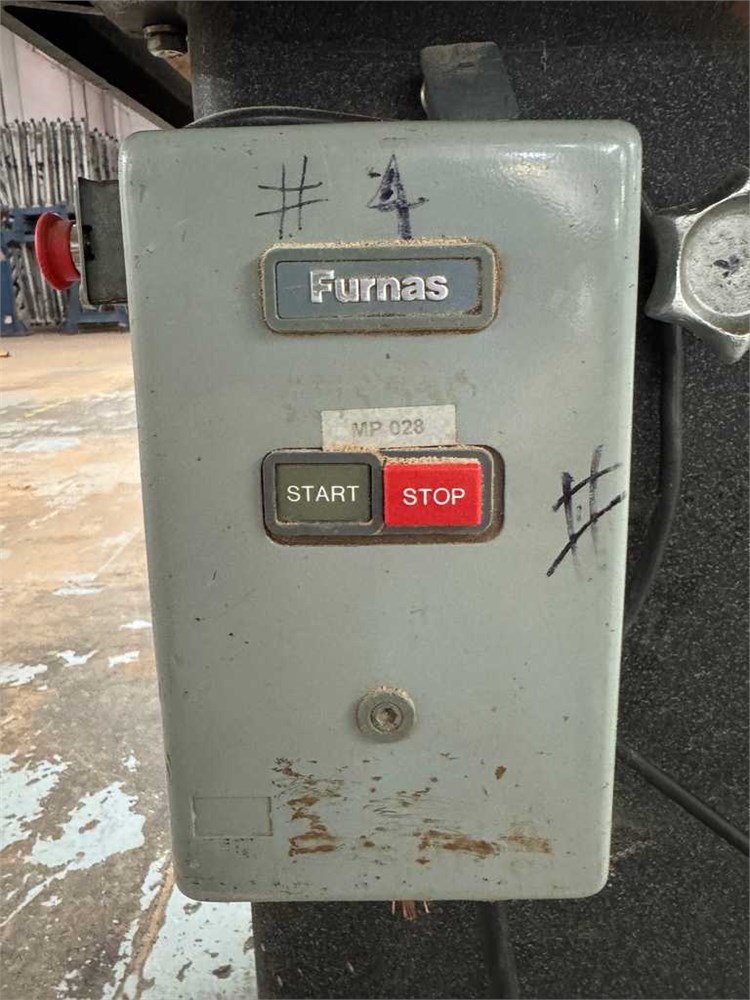 # 4
Furnas
MP 028
START STOP
#